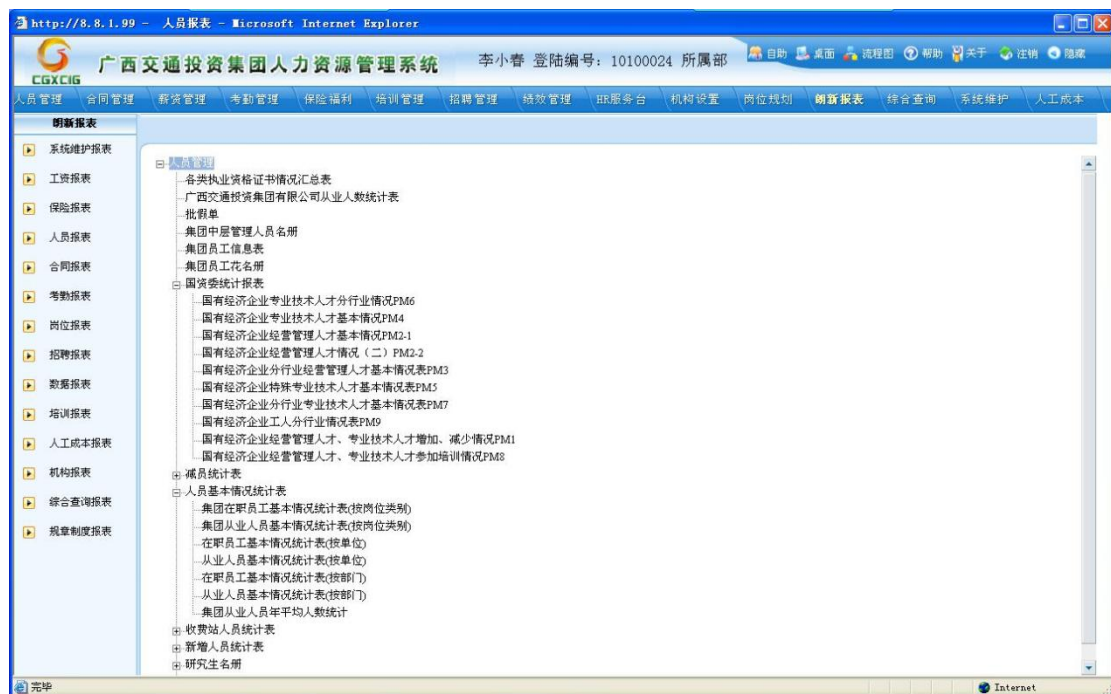 http://8.8.1.99 - 人员报表 - Microsoft Internet Explorer
CGXCIG
广西交通投资集团人力资源管理系统
李小春 登陆编号：10100024 所属部
自助 桌面 流程图 帮助 关于 注销 隐藏
人员管理 合同管理 薪资管理 考勤管理 保险福利 培训管理 招聘管理 绩效管理 HR服务台 机构设置 岗位规划 朗新报表 综合查询 系统维护 人工成本
朗新报表
系统维护报表
工资报表
保险报表
人员报表
合同报表
考勤报表
岗位报表
招聘报表
数据报表
培训报表
人工成本报表
机构报表
综合查询报表
规章制度报表
人员管理
各类执业资格证书情况汇总表
广西交通投资集团有限公司从业人数统计表
批假单
集团中层管理人员名册
集团员工信息表
集团员工花名册
国资委统计报表
国有经济企业专业技术人才分行业情况PM6
国有经济企业专业技术人才基本情况PM4
国有经济企业经营管理人才基本情况PM2-1
国有经济企业经营管理人才情况（二）PM2-2
国有经济企业分行业经营管理人才基本情况表PM3
国有经济企业特殊专业技术人才基本情况表PM5
国有经济企业分行业专业技术人才基本情况表PM7
国有经济企业工人分行业情况表PM9
国有经济企业经营管理人才、专业技术人才增加、减少情况PM1
国有经济企业经营管理人才、专业技术人才参加培训情况PM8
减员统计表
人员基本情况统计表
集团在职员工基本情况统计表(按岗位类别)
集团从业人员基本情况统计表(按岗位类别)
在职员工基本情况统计表(按单位)
从业人员基本情况统计表(按单位)
在职员工基本情况统计表(按部门)
从业人员基本情况统计表(按部门)
集团从业人员年平均人数统计
收费站人员统计表
新增人员统计表
研究生名册
完毕
Internet